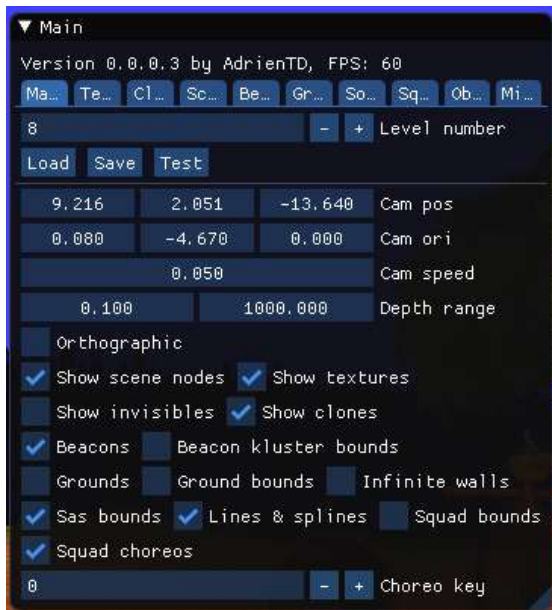 ▼ Main
Version 0.0.0.3 by AdrienTD, FPS: 60
Ma… Te… Cl… Sc… Be… Gr… So… Sq… Ob… Mi…
8 - + Level number
Load Save Test
9.216 2.051 -13.640 Cam pos
0.080 -4.670 0.000 Cam ori
0.050 Cam speed
0.100 1000.000 Depth range
Orthographic
Show scene nodes Show textures
Show invisibles Show clones
Beacons Beacon kluster bounds
Grounds Ground bounds Infinite walls
Sas bounds Lines & splines Squad bounds
Squad choreos
0 - + Choreo key